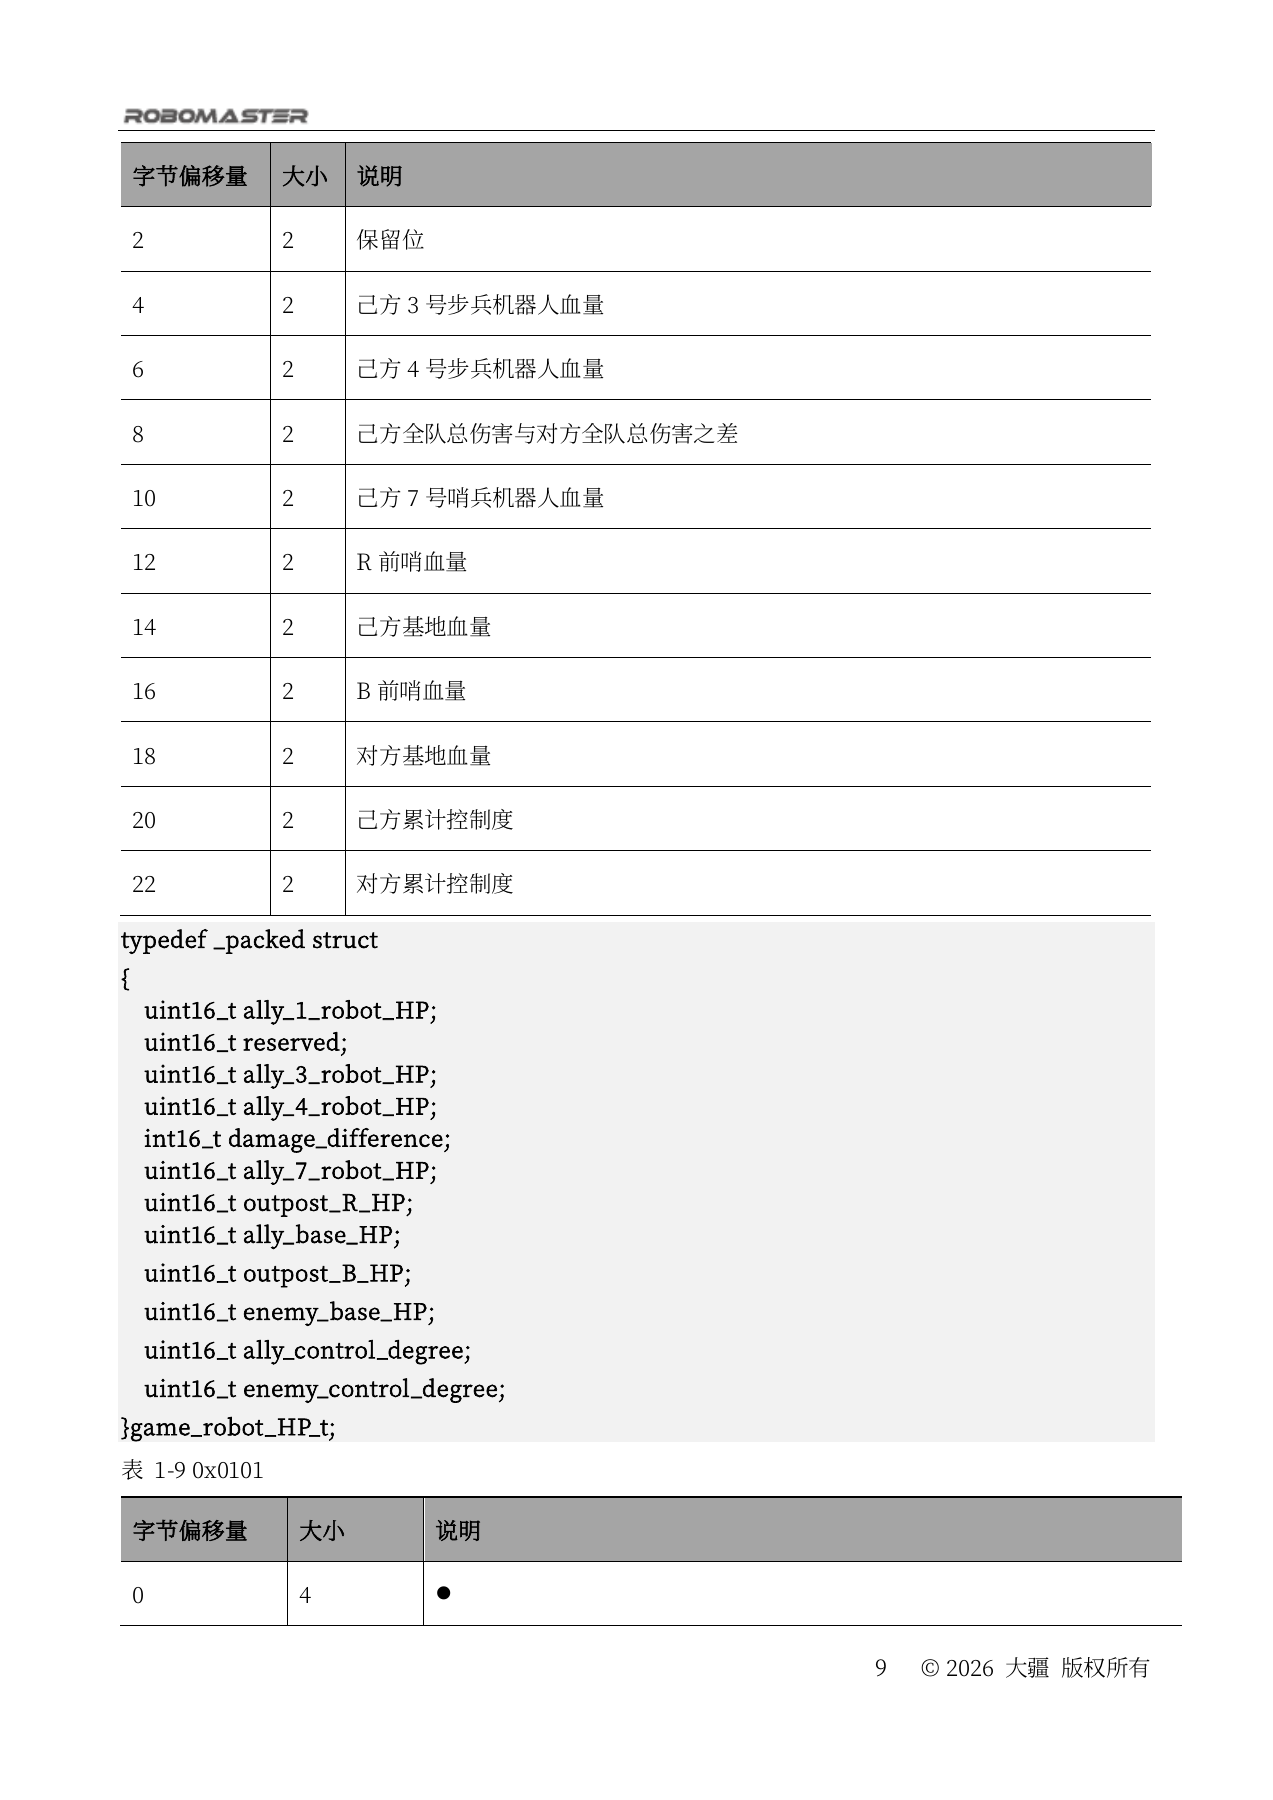 ROBOMASTER
字节偏移量 大小 说明
2 2 保留位
4 2 己方 3 号步兵机器人血量
6 2 己方 4 号步兵机器人血量
8 2 己方全队总伤害与对方全队总伤害之差
10 2 己方 7 号哨兵机器人血量
12 2 R 前哨血量
14 2 己方基地血量
16 2 B 前哨血量
18 2 对方基地血量
20 2 己方累计控制度
22 2 对方累计控制度
typedef _packed struct
{
uint16_t ally_1_robot_HP;
uint16_t reserved;
uint16_t ally_3_robot_HP;
uint16_t ally_4_robot_HP;
int16_t damage_difference;
uint16_t ally_7_robot_HP;
uint16_t outpost_R_HP;
uint16_t ally_base_HP;
uint16_t outpost_B_HP;
uint16_t enemy_base_HP;
uint16_t ally_control_degree;
uint16_t enemy_control_degree;
}game_robot_HP_t;
表 1-9 0x0101
字节偏移量 大小 说明
0 4 ●
9 © 2026 大疆 版权所有